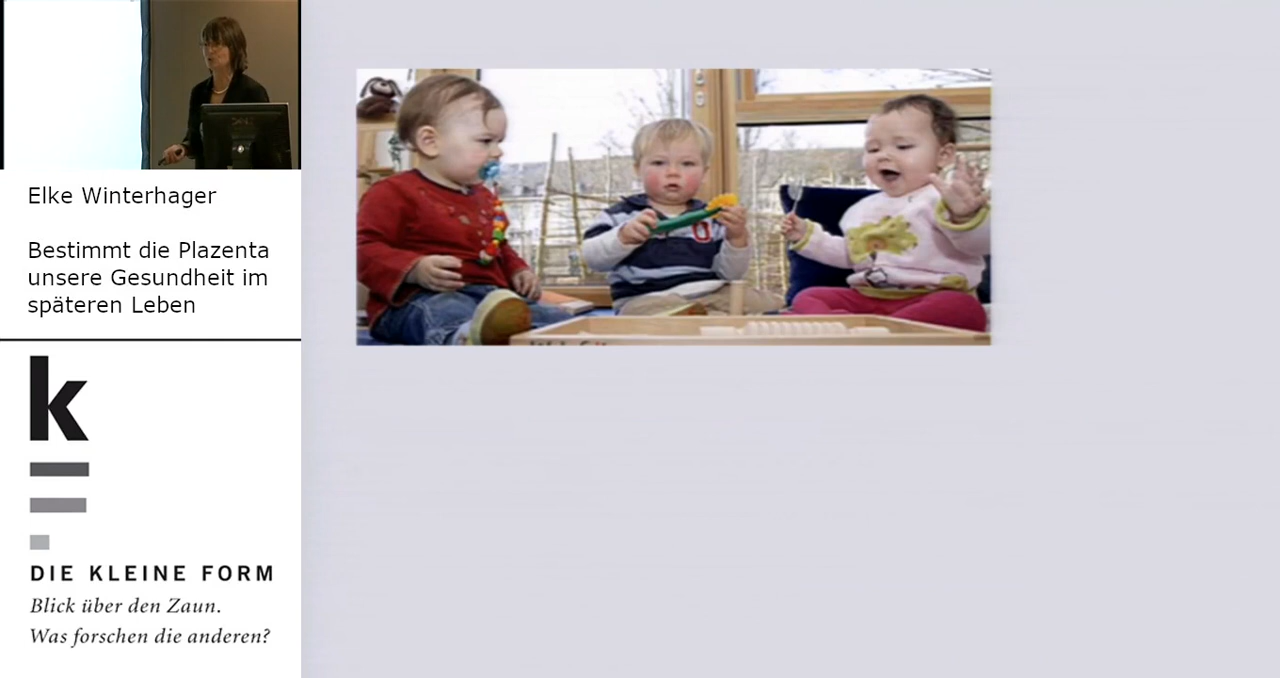 Elke Winterhager
Bestimmt die Plazenta
unsere Gesundheit im
späteren Leben
k
DIE KLEINE FORM
Blick über den Zaun.
Was forschen die anderen?